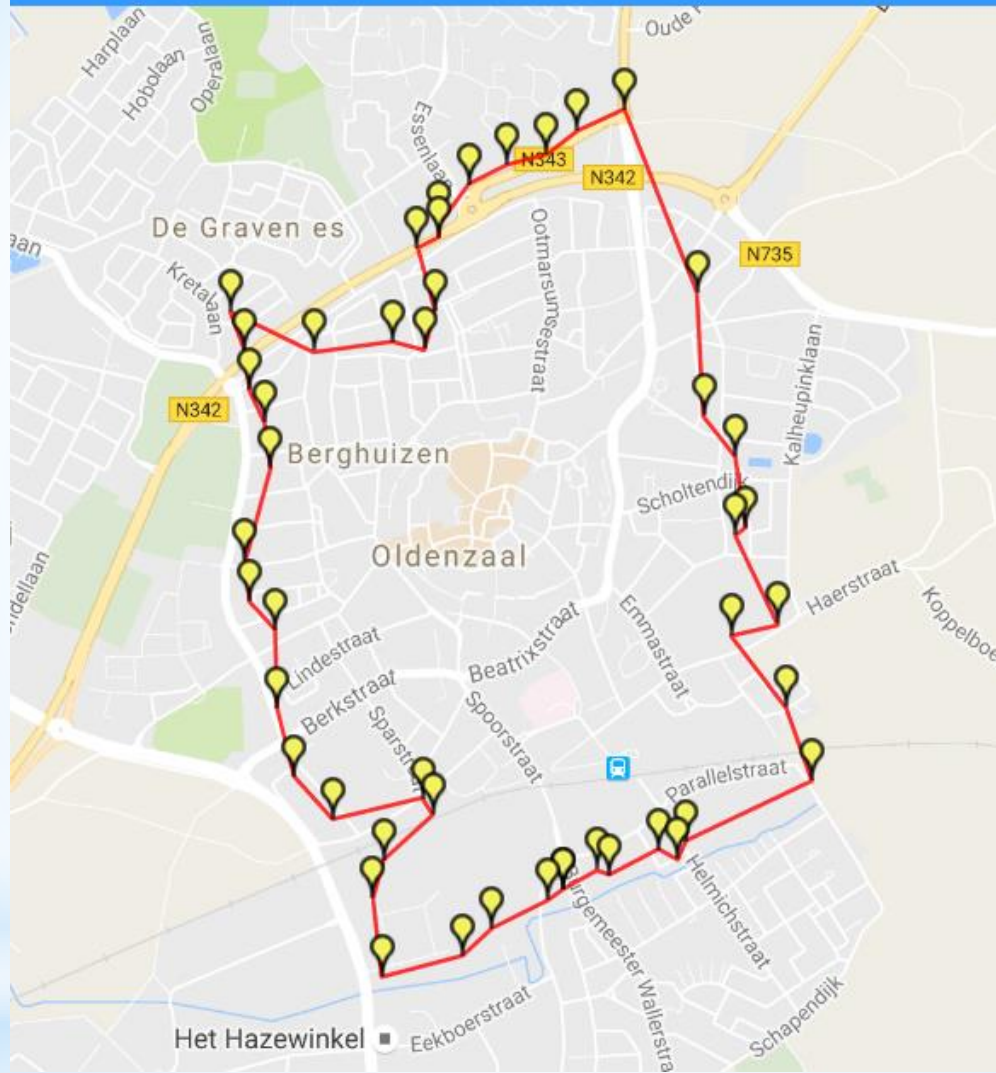 Oude
Harplaan
Hobolaan
Operalaan
Essenlaan
N343
N342
De Graven es
N735
Kretalaan
Ootmarsumsestraat
N342
Kalheupinklaan
Berghuizen
Scholtendijk
Oldenzaal
Haerstraat
Emmastraat
Koppelboe
Beatrixstraat
Lindestraat
Berkstraat
Sparstraat
Spoorstraat
Parallelstraat
Helmichstraat
Burgemeester Wallerstra
Schapendijk
Eekboerstraat
Het Hazewinkel